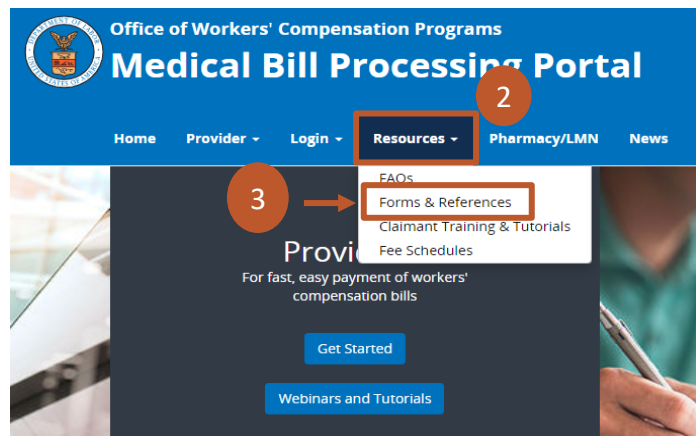 Office of Workers' Compensation Programs
Medical Bill Processing Portal
2
Home Provider Login Resources Pharmacy/LMN News
FAQs
3
Forms & References
Claimant Training & Tutorials
Fee Schedules
For fast, easy payment of workers'
compensation bills
Get Started
Webinars and Tutorials